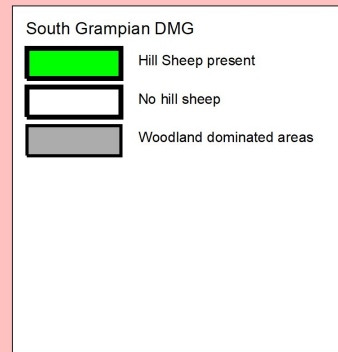 South Grampian DMG
Hill Sheep present
No hill sheep
Woodland dominated areas